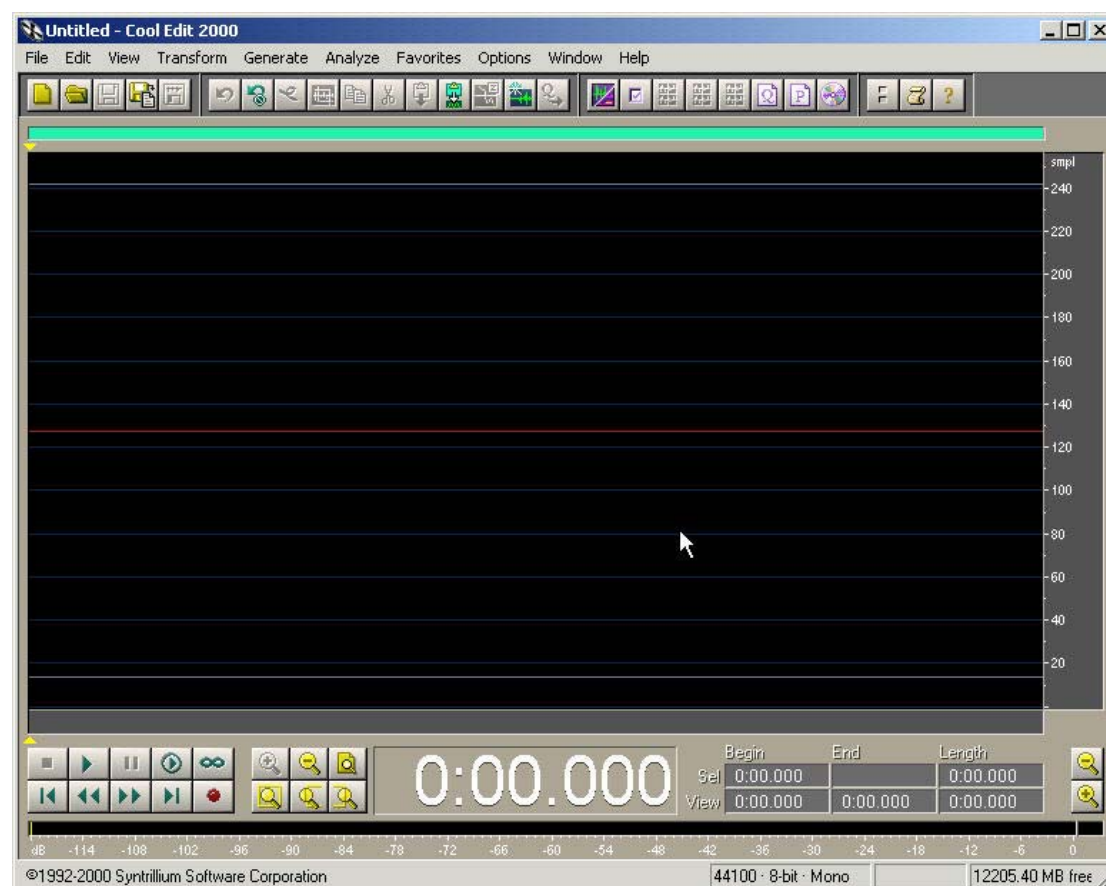 Untitled - Cool Edit 2000
File Edit View Transform Generate Analyze Favorites Options Window Help
smpl
240
220
200
180
160
140
120
100
80
60
40
20
0:00.000
Begin End Length
Sel 0:00.000 0:00.000
View 0:00.000 0:00.000 0:00.000
dB -114 -108 -102 -96 -90 -84 -78 -72 -66 -60 -54 -48 -42 -36 -30 -24 -18 -12 -6 0
©1992-2000 Syntrillium Software Corporation 44100 · 8-bit · Mono 12205.40 MB free